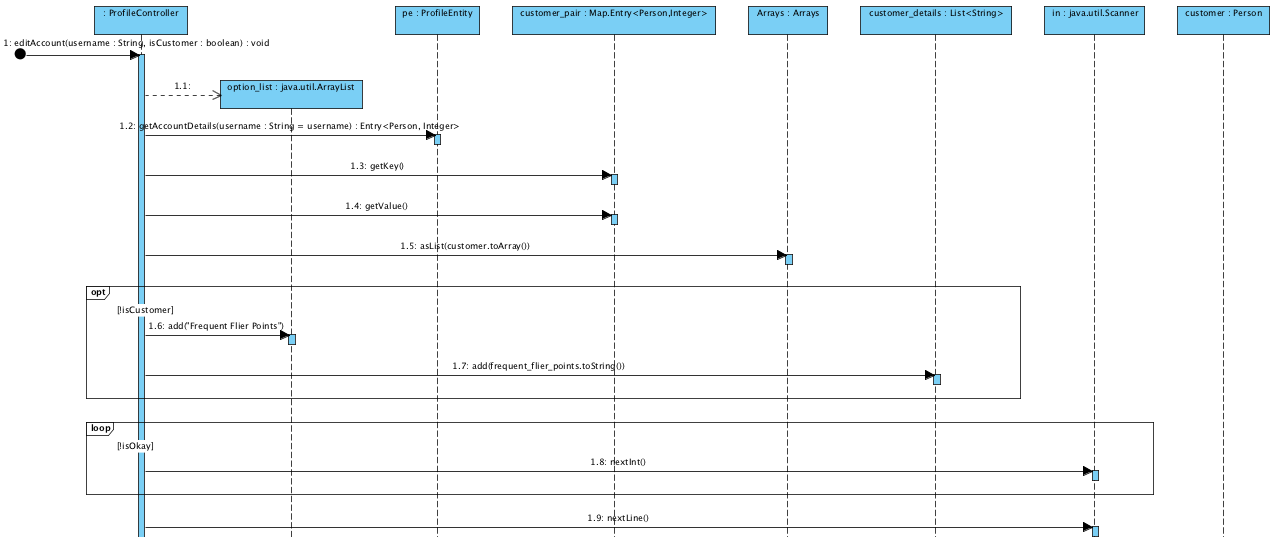 : ProfileController
pe : ProfileEntity
customer_pair : Map.Entry<Person,Integer>
Arrays : Arrays
customer_details : List<String>
in : java.util.Scanner
customer : Person
1: editAccount(username : String, isCustomer : boolean) : void
1.1:
option_list : java.util.ArrayList
1.2: getAccountDetails(username : String = username) : Entry<Person, Integer>
1.3: getKey()
1.4: getValue()
1.5: asList(customer.toArray())
opt
[!isCustomer]
1.6: add("Frequent Flier Points")
1.7: add(frequent_flier_points.toString())
loop
[!isOkay]
1.8: nextInt()
1.9: nextLine()